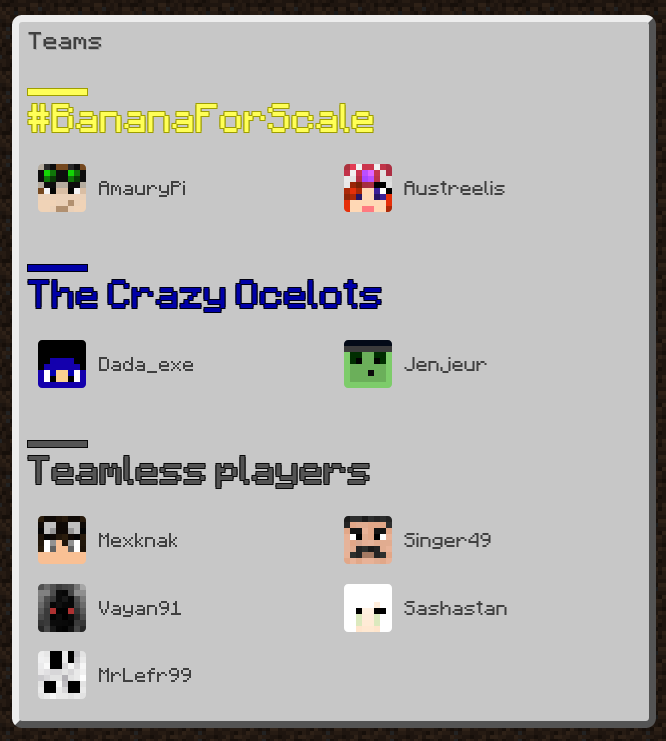 Teams
#BananaForScale
AmauryPi
Austreelis
The Crazy Ocelots
Dada_exe
Jenjeur
Teamless players
Mexknak
Singer49
Vayan91
Sashastan
MrLefr99